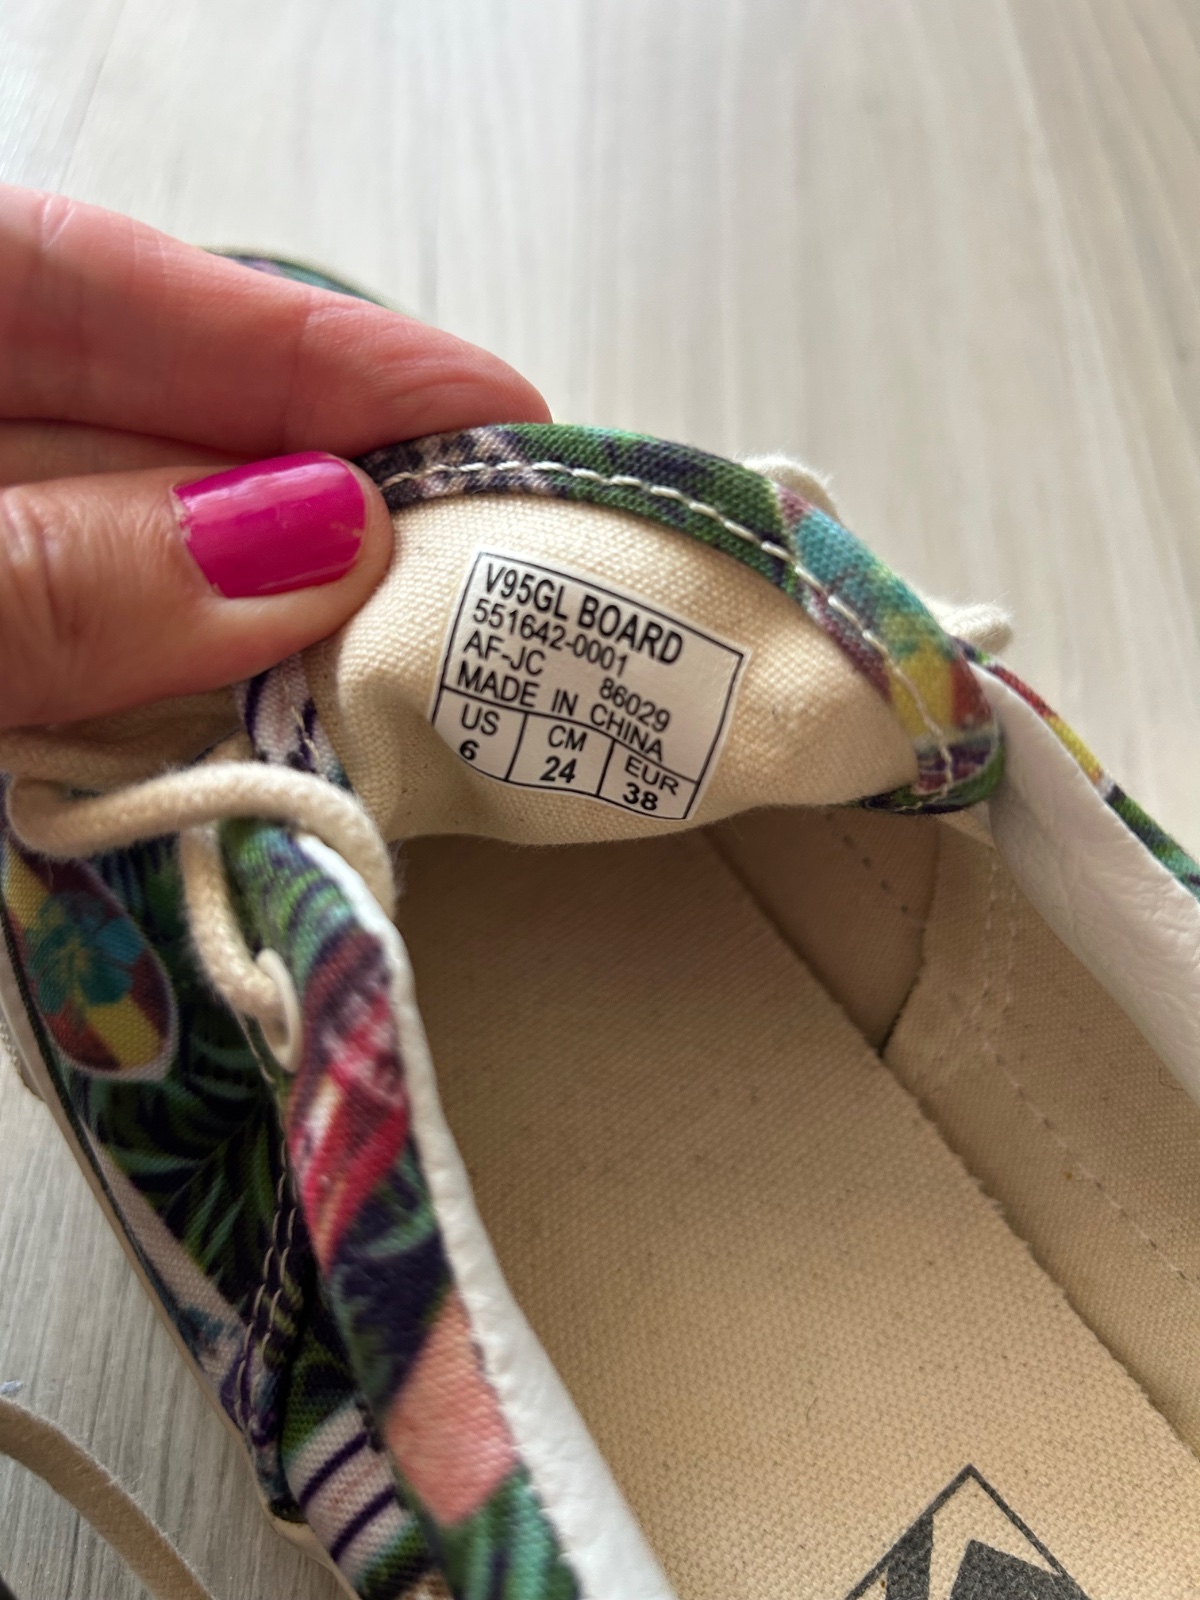 V95GL BOARD
551642-0001
AF-JC 86029
MADE IN CHINA
US CM EUR
6 24 38